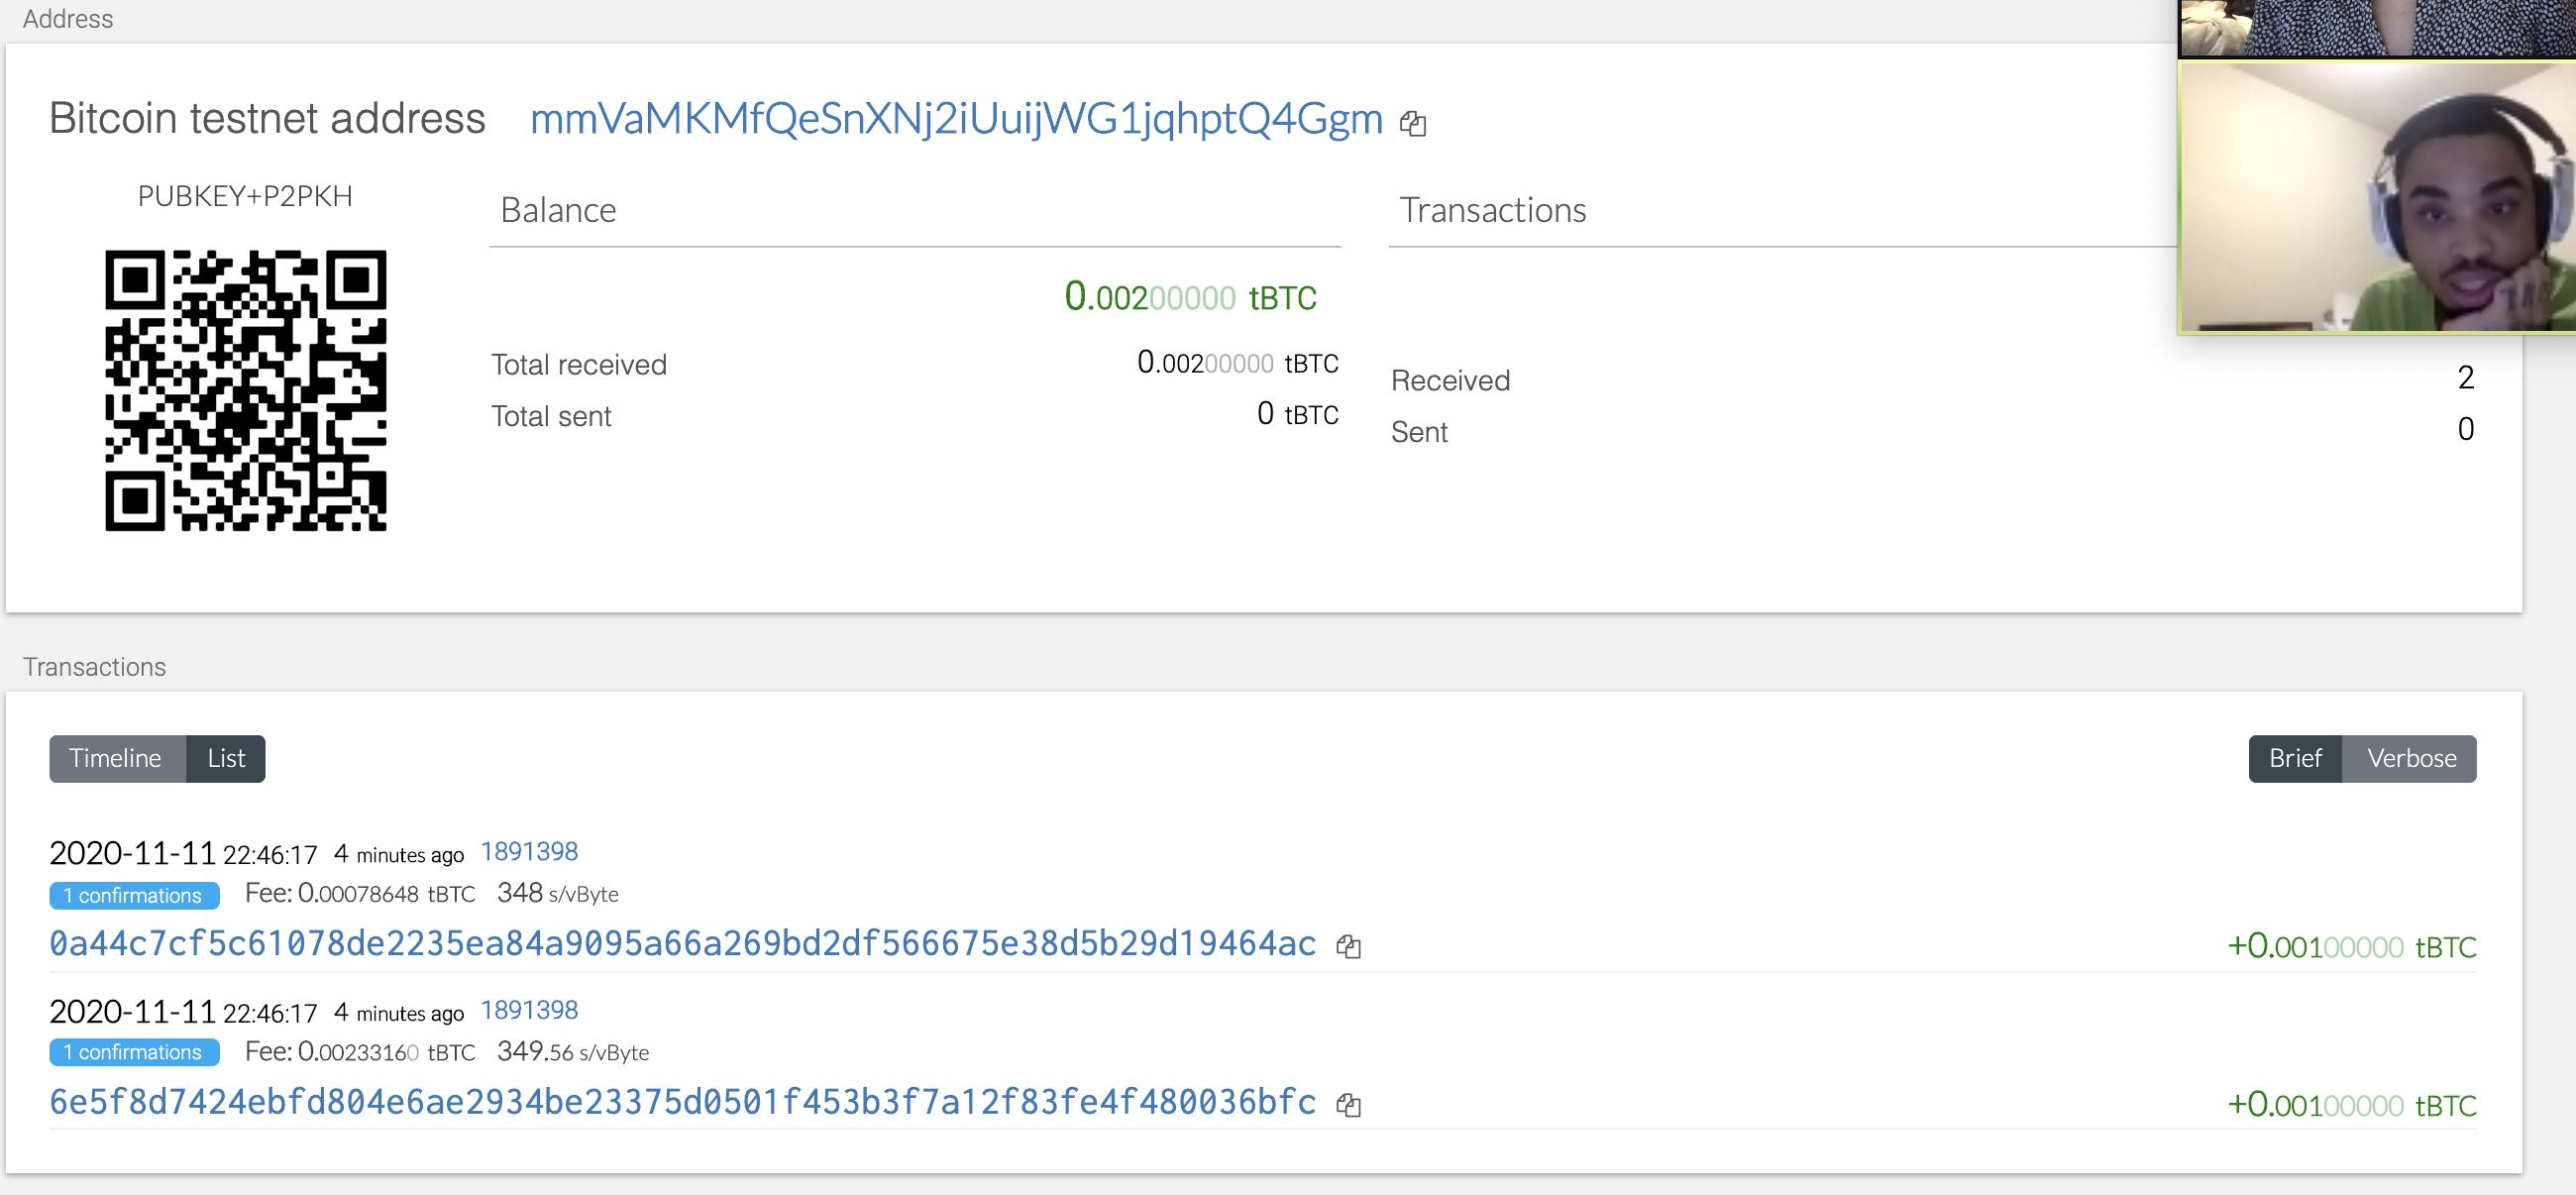 Address
Bitcoin testnet address mmVaMKMfQeSnXNj2iUuijWG1jqhptQ4Ggm
PUBKEY+P2PKH
Balance
0.00200000 tBTC
Total received 0.00200000 tBTC
Total sent 0 tBTC
Transactions
Received 2
Sent 0
Transactions
Timeline List Brief Verbose
2020-11-11 22:46:17 4 minutes ago 1891398
1 confirmations Fee: 0.00078648 tBTC 348 s/vByte
0a44c7cf5c61078de2235ea84a9095a66a269bd2df566675e38d5b29d19464ac +0.00100000 tBTC
2020-11-11 22:46:17 4 minutes ago 1891398
1 confirmations Fee: 0.00233160 tBTC 349.56 s/vByte
6e5f8d7424ebfd804e6ae2934be23375d0501f453b3f7a12f83fe4f480036bfc +0.00100000 tBTC